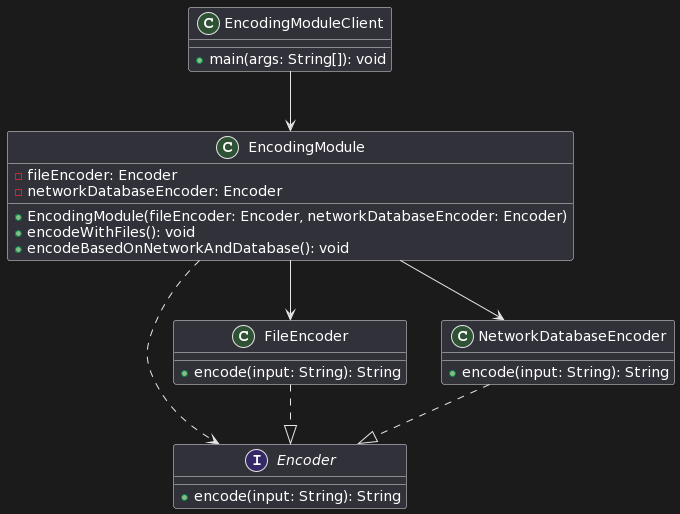 C EncodingModuleClient
main(args: String[]): void
C EncodingModule
fileEncoder: Encoder
networkDatabaseEncoder: Encoder
EncodingModule(fileEncoder: Encoder, networkDatabaseEncoder: Encoder)
encodeWithFiles(): void
encodeBasedOnNetworkAndDatabase(): void
C FileEncoder
encode(input: String): String
C NetworkDatabaseEncoder
encode(input: String): String
I Encoder
encode(input: String): String